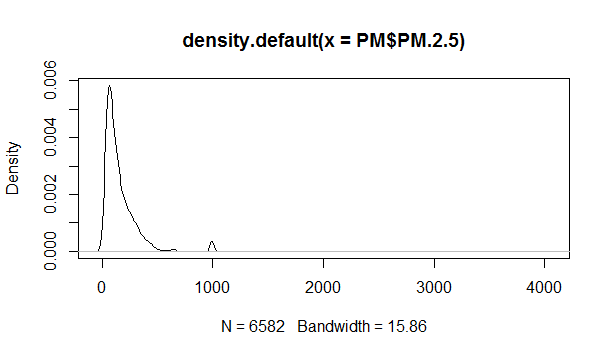 density.default(x = PM$PM.2.5)
Density
0.006
0.004
0.002
0.000
0 1000 2000 3000 4000
N = 6582 Bandwidth = 15.86